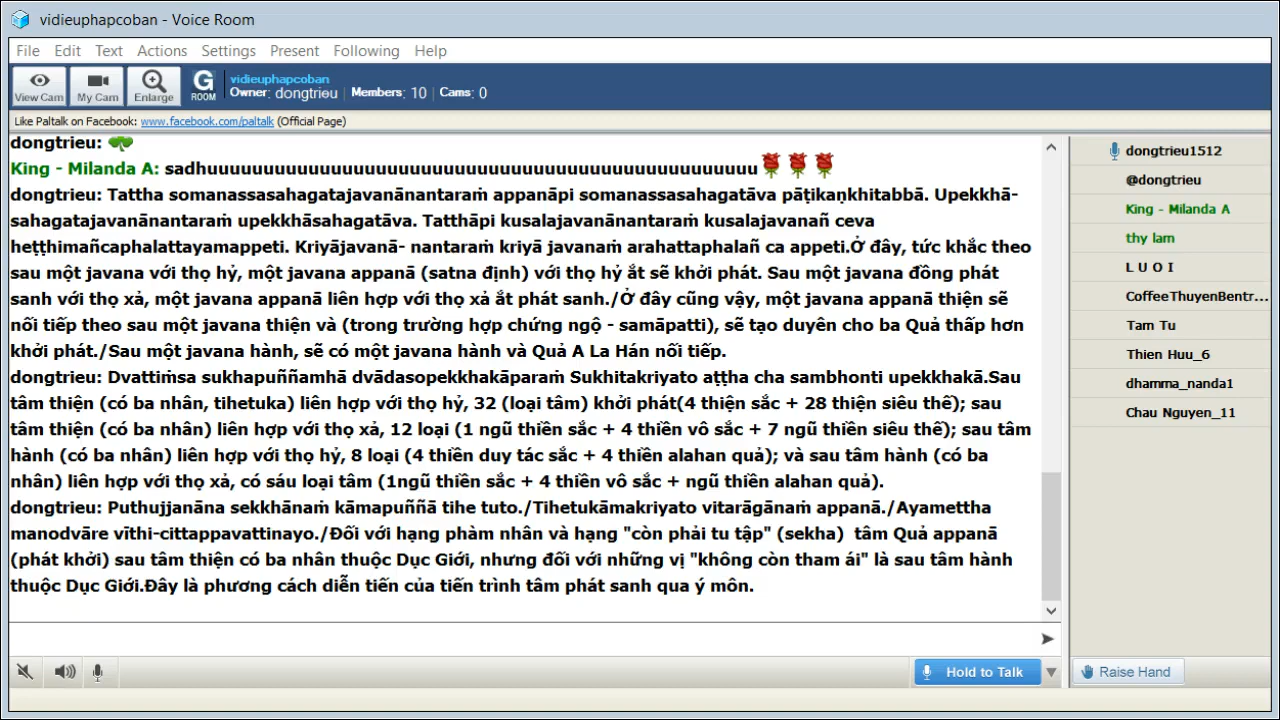 vidieuphapcoban - Voice Room
File Edit Text Actions Settings Present Following Help
View Cam My Cam Enlarge G ROOM vidieuphapcoban
Owner: dongtrieu | Members: 10 | Cams: 0
Like Paltalk on Facebook: www.facebook.com/paltalk (Official Page)
dongtrieu:
King - Milanda A: sadhuuuuuuuuuuuuuuuuuuuuuuuuuuuuuuuuuuuuuuuuuuuuuuuuu
dongtrieu: Tattha somanassasahagatajavanānantaraṁ appanāpi somanassasahagatāva pāṭikaṇkhitabbā. Upekkhā-
sahagatajavanānantaraṁ upekkhāsahagatāva. Tatthāpi kusalajavanānantaraṁ kusalajavanañ ceva
heṭṭhimañcaphalattayamappeti. Kriyājavanā- nantaraṁ kriyā javanaṁ arahattaphalañ ca appeti.Ở đây, tức khắc theo
sau một javana với thọ hỷ, một javana appanā (satna định) với thọ hỷ ắt sẽ khởi phát. Sau một javana đồng phát
sanh với thọ xả, một javana appanā liên hợp với thọ xả ắt phát sanh./Ở đây cũng vậy, một javana appanā thiện sẽ
nối tiếp theo sau một javana thiện và (trong trường hợp chứng ngộ - samāpatti), sẽ tạo duyên cho ba Quả thấp hơn
khởi phát./Sau một javana hành, sẽ có một javana hành và Quả A La Hán nối tiếp.
dongtrieu: Dvattiṁsa sukhapuññamhā dvādasopekkhakāparaṁ Sukhitakriyato aṭṭha cha sambhonti upekkhakā.Sau
tâm thiện (có ba nhân, tihetuka) liên hợp với thọ hỷ, 32 (loại tâm) khởi phát(4 thiện sắc + 28 thiện siêu thế); sau
tâm thiện (có ba nhân) liên hợp với thọ xả, 12 loại (1 ngũ thiền sắc + 4 thiền vô sắc + 7 ngũ thiền siêu thế); sau tâm
hành (có ba nhân) liên hợp với thọ hỷ, 8 loại (4 thiền duy tác sắc + 4 thiền alahan quả); và sau tâm hành (có ba
nhân) liên hợp với thọ xả, có sáu loại tâm (1ngũ thiền sắc + 4 thiền vô sắc + ngũ thiền alahan quả).
dongtrieu: Puthujjanāna sekkhānaṁ kāmapuññā tihe tuto./Tihetukāmakriyato vitarāgānaṁ appanā./Ayamettha
manodvāre vīthi-cittappavattinayo./Đối với hạng phàm nhân và hạng "còn phải tu tập" (sekha) tâm Quả appanā
(phát khởi) sau tâm thiện có ba nhân thuộc Dục Giới, nhưng đối với những vị "không còn tham ái" là sau tâm hành
thuộc Dục Giới.Đây là phương cách diễn tiến của tiến trình tâm phát sanh qua ý môn.
dongtrieu1512
@dongtrieu
King - Milanda A
thy lam
L U O I
CoffeeThuyenBentr...
Tam Tu
Thien Huu_6
dhamma_nanda1
Chau Nguyen_11
Hold to Talk
Raise Hand